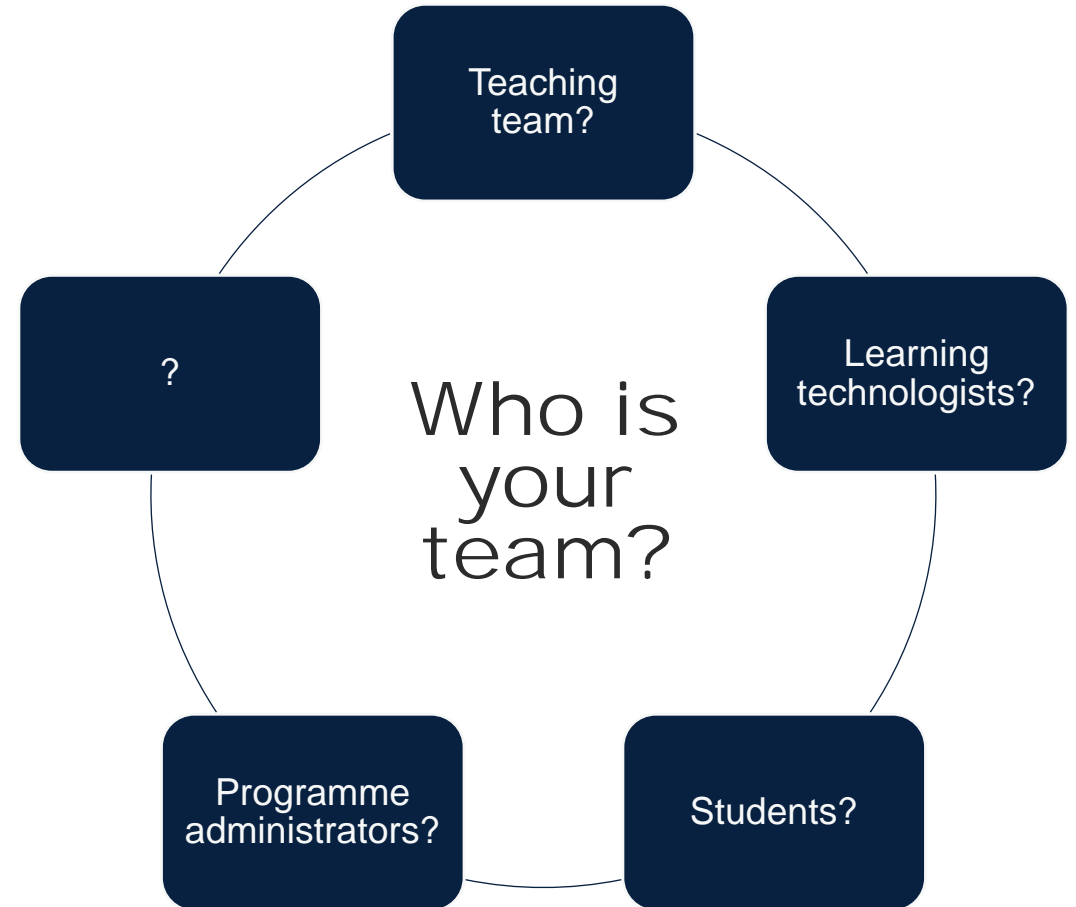 Teaching
team?
Learning
technologists?
Students?
Programme
administrators?
?
Who is
your
team?